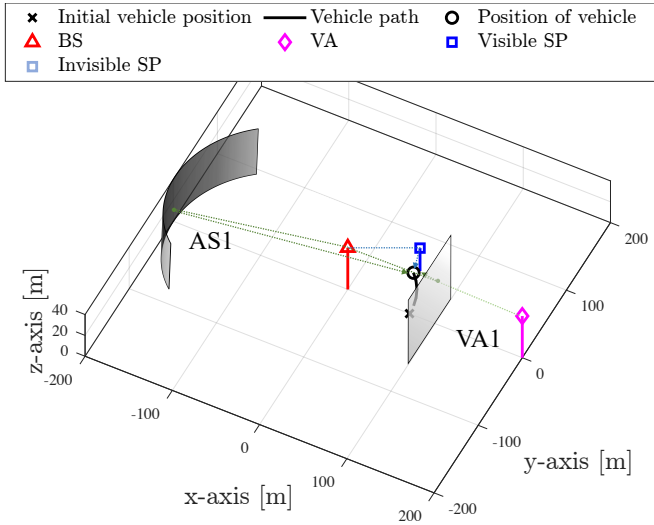 Initial vehicle position Vehicle path Position of vehicle
BS VA Visible SP
Invisible SP
AS1
VA1
z-axis [m]
40
20
0
-200
-100
0
100
200
x-axis [m]
-200
-100
0
100
200
y-axis [m]